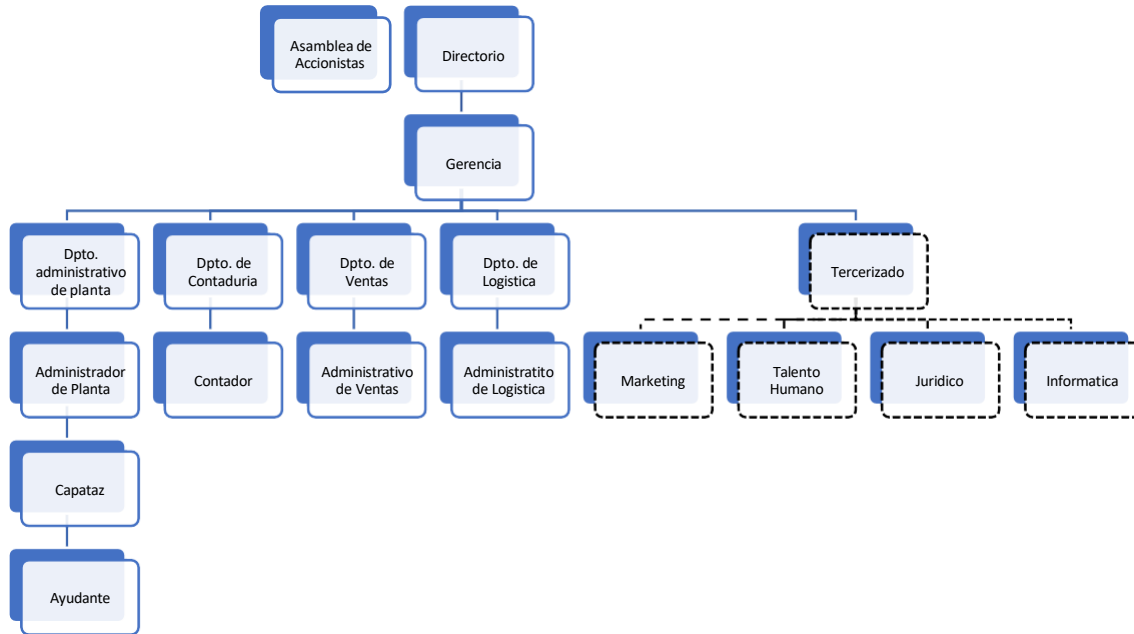 Asamblea de
Accionistas
Directorio
Gerencia
Dpto.
administrativo
de planta
Dpto. de
Contaduria
Dpto. de
Ventas
Dpto. de
Logistica
Tercerizado
Administrador
de Planta
Contador
Administrativo
de Ventas
Administratito
de Logistica
Marketing
Talento
Humano
Juridico
Informatica
Capataz
Ayudante